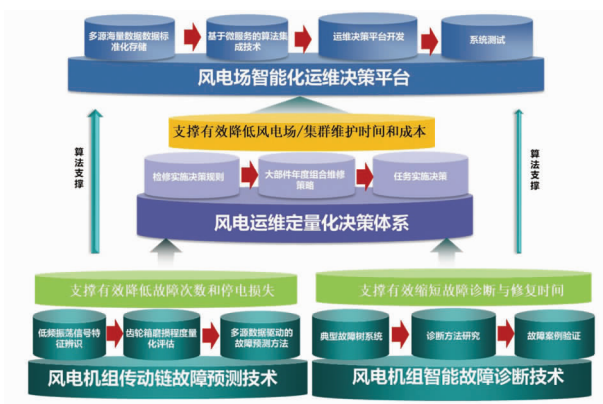 多源海量数据数据标
准化存储
基于微服务的算法集
成技术
运维决策平台开发
系统测试
风电场智能化运维决策平台
支撑有效降低风电场/集群维护时间和成本
算法支撑
算法支撑
检修实施决策规则
大部件年度组合维修
策略
任务实施决策
风电运维定量化决策体系
支撑有效降低故障次数和停电损失
支撑有效缩短故障诊断与修复时间
低频振荡信号特
征辨识
齿轮箱磨损程度量
化评估
多源数据驱动的
故障预测方法
典型故障树系统
诊断方法研究
故障案例验证
风电机组传动链故障预测技术
风电机组智能故障诊断技术